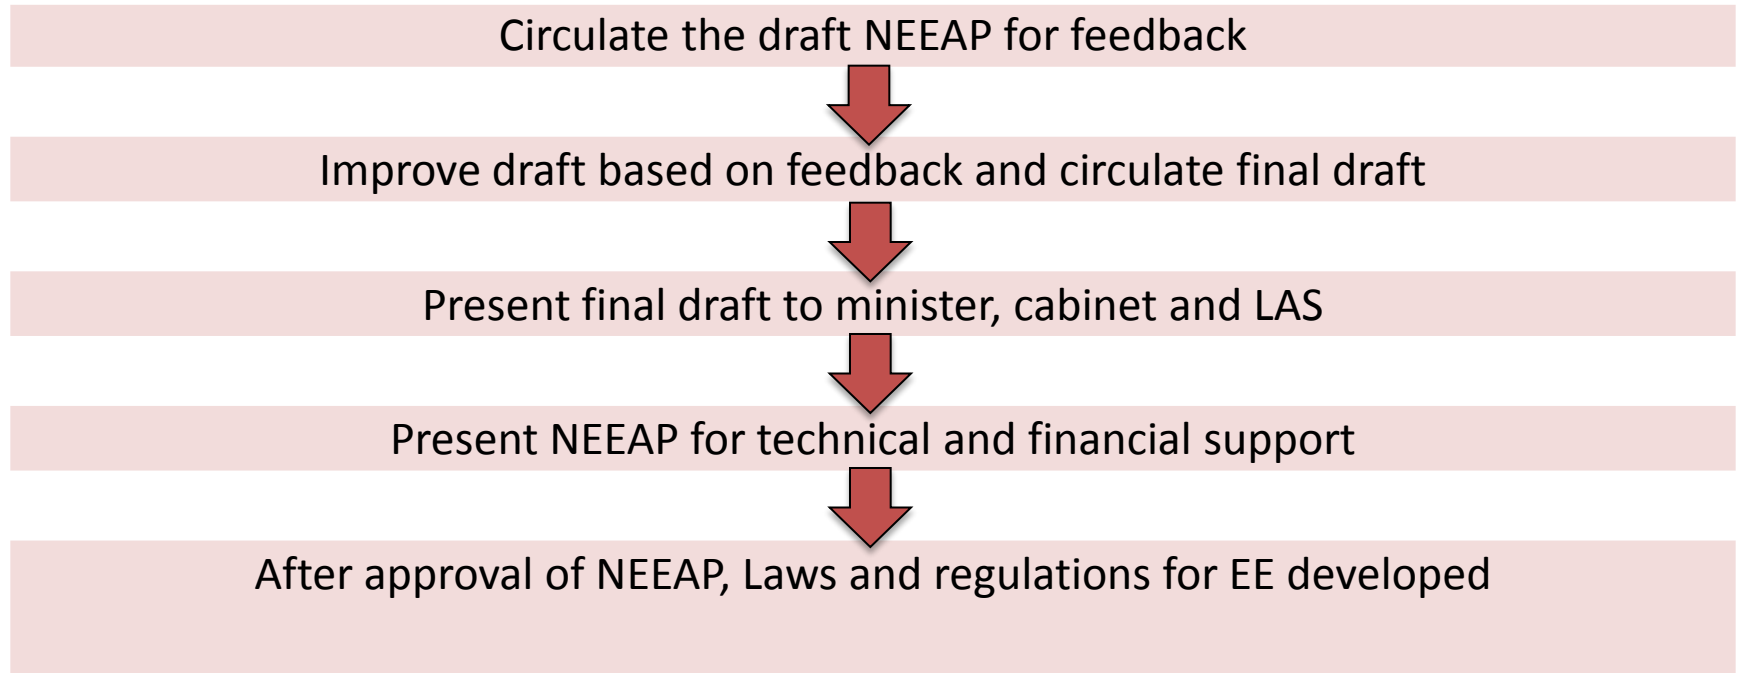 Circulate the draft NEEAP for feedback
Improve draft based on feedback and circulate final draft
Present final draft to minister, cabinet and LAS
Present NEEAP for technical and financial support
After approval of NEEAP, Laws and regulations for EE developed